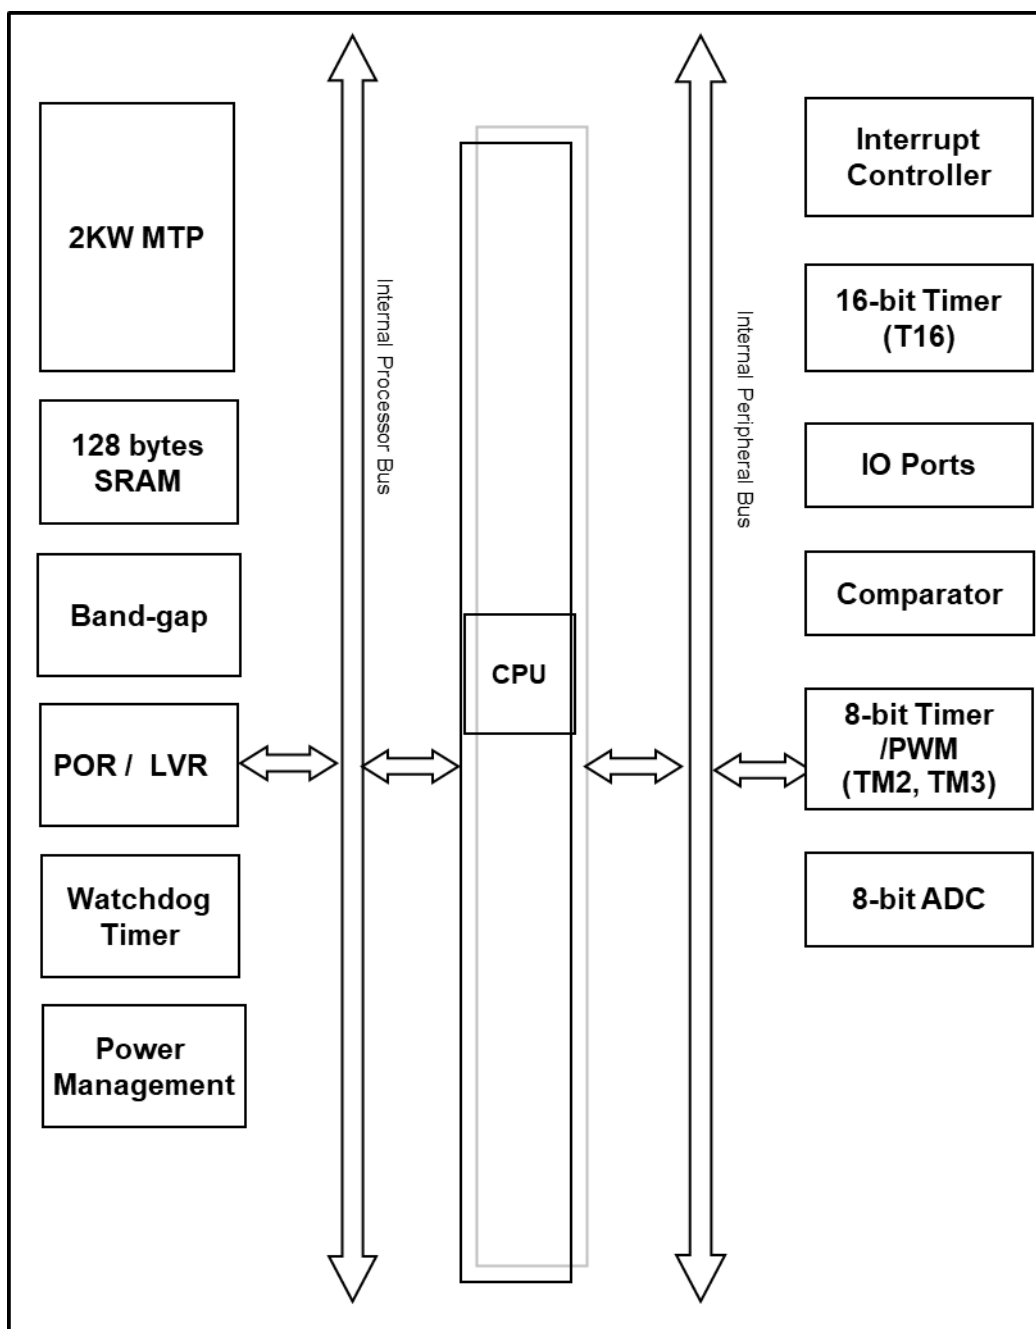 2KW MTP
128 bytes
SRAM
Band-gap
POR / LVR
Watchdog
Timer
Power
Management
Internal Processor Bus
CPU
Internal Peripheral Bus
Interrupt
Controller
16-bit Timer
(T16)
IO Ports
Comparator
8-bit Timer
/PWM
(TM2, TM3)
8-bit ADC